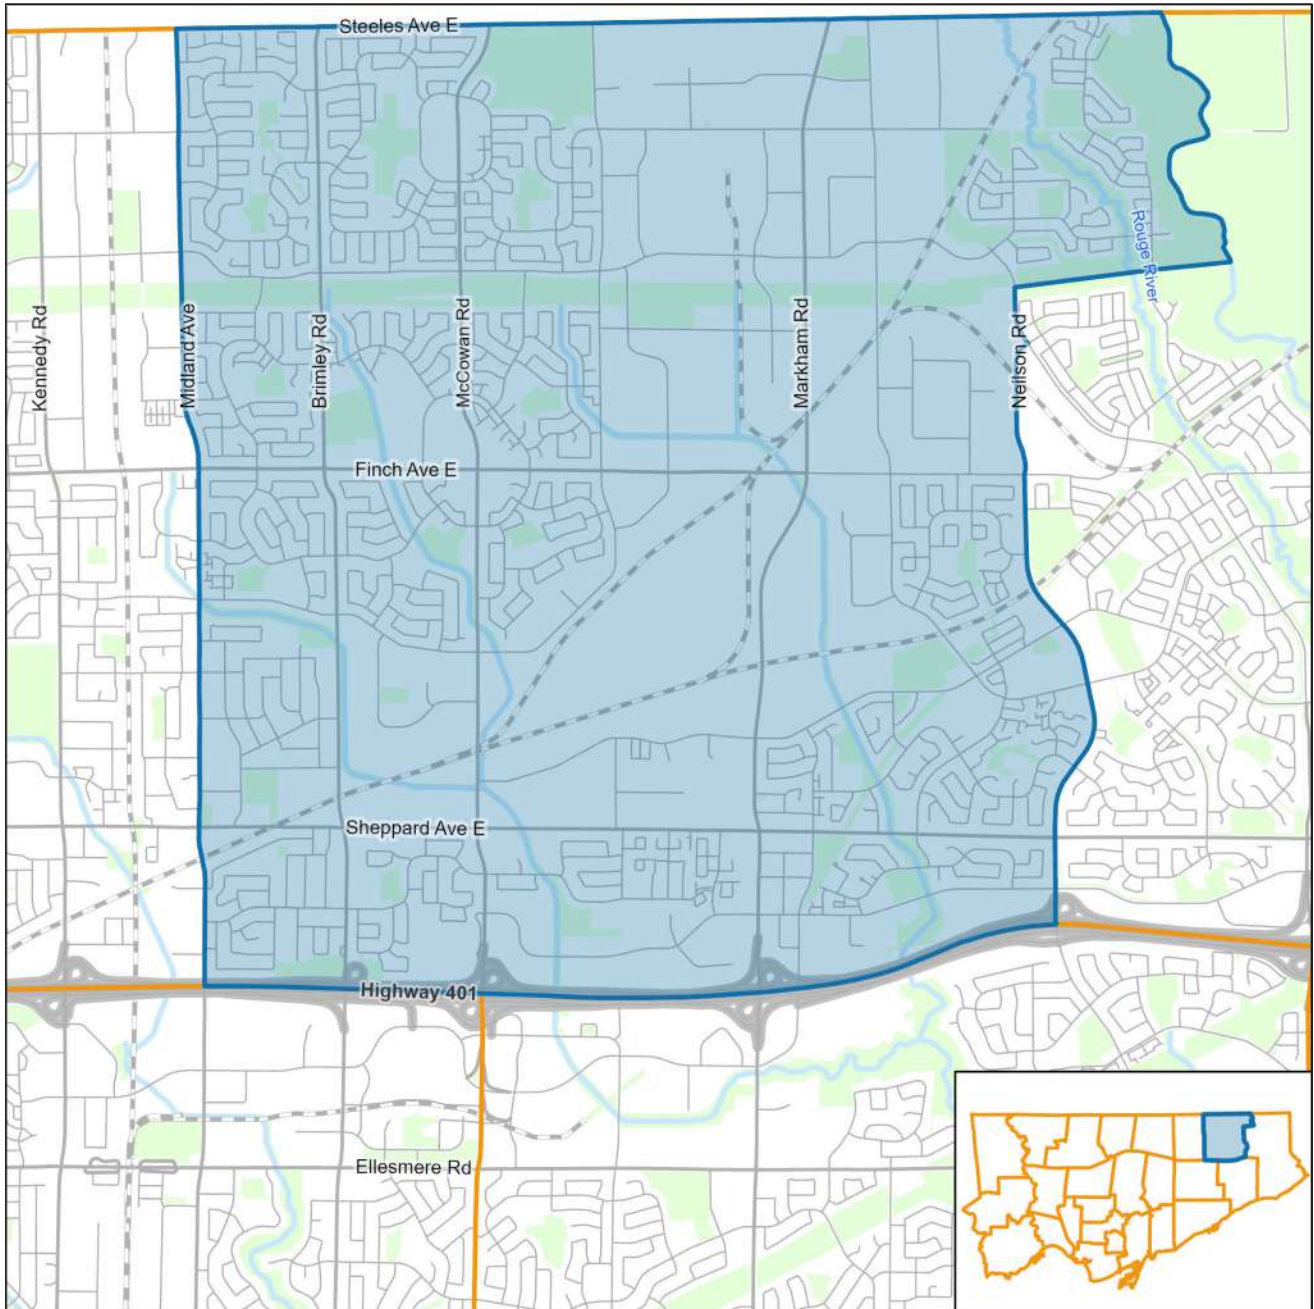 Steeles Ave E
Rouge River
Kennedy Rd
Midland Ave
Brimley Rd
McCowan Rd
Markham Rd
Neilson Rd
Finch Ave E
Sheppard Ave E
Highway 401
Ellesmere Rd